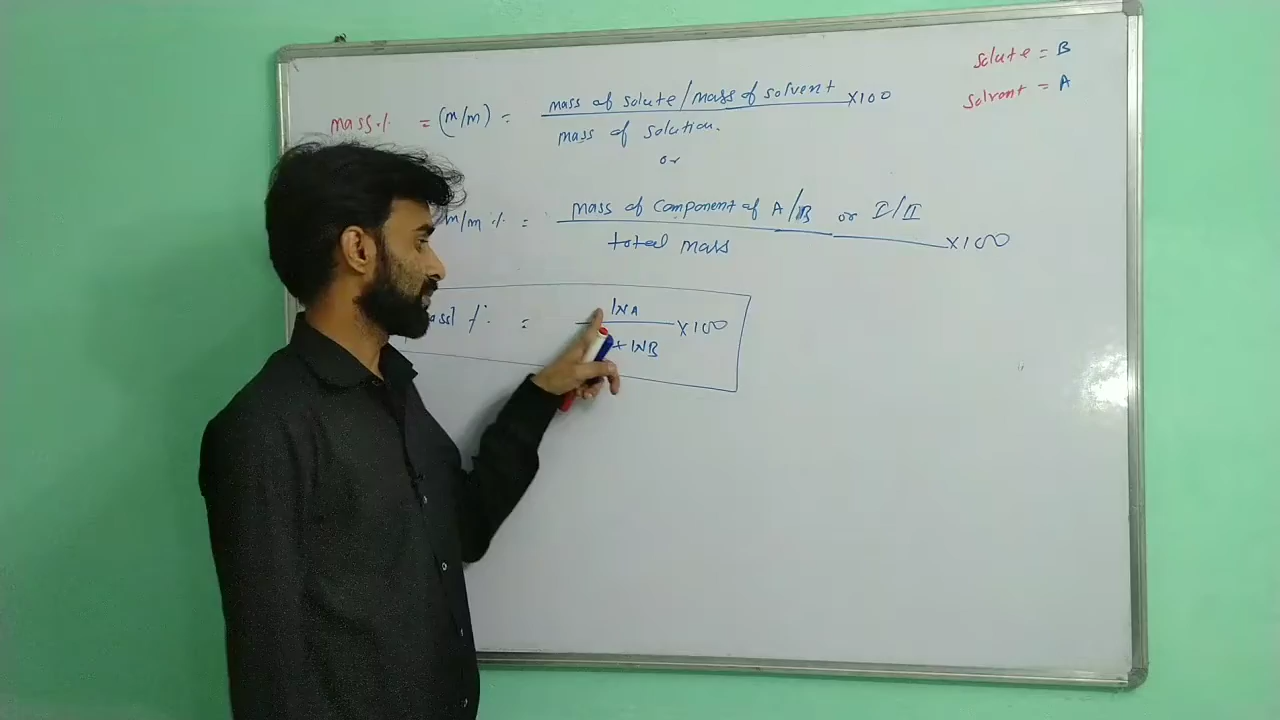 solute = B
solvent = A
mass % = (m/m) = mass of solute/mass of solvent ×100
mass of solution.
or
m/m % = mass of component of A/B or I/II ×100
total mass
% = WA ×100
+ WB